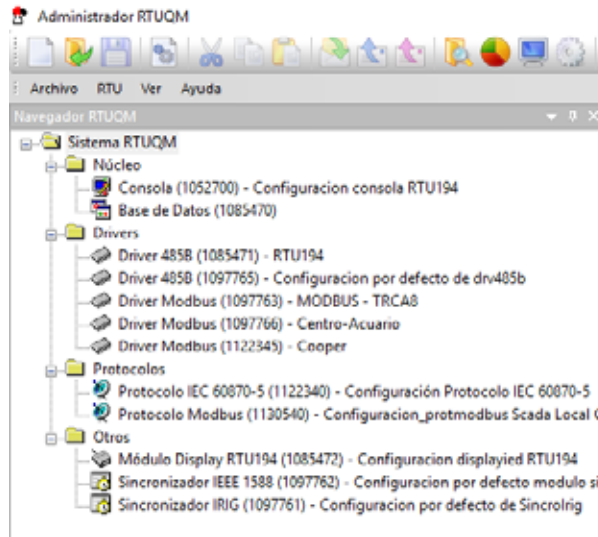 Administrador RTUQM
Archivo RTU Ver Ayuda
Navegador RTUQM
Sistema RTUQM
Núcleo
Consola (1052700) - Configuracion consola RTU194
Base de Datos (1085470)
Drivers
Driver 485B (1085471) - RTU194
Driver 485B (1097765) - Configuracion por defecto de drv485b
Driver Modbus (1097763) - MODBUS - TRCA8
Driver Modbus (1097766) - Centro-Acuario
Driver Modbus (1122345) - Cooper
Protocolos
Protocolo IEC 60870-5 (1122340) - Configuración Protocolo IEC 60870-5
Protocolo Modbus (1130540) - Configuracion_protmodbus Scada Local
Otros
Módulo Display RTU194 (1085472) - Configuracion displayied RTU194
Sincronizador IEEE 1588 (1097762) - Configuracion por defecto modulo si
Sincronizador IRIG (1097761) - Configuracion por defecto de SincroIrig